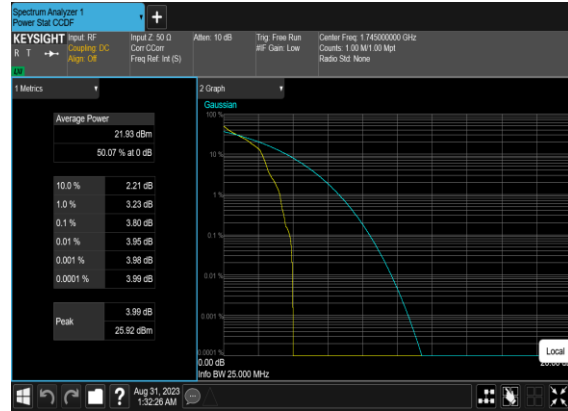 Spectrum Analyzer 1
Power Stat CCDF
KEYSIGHT
R T
LXI
Input: RF
Coupling: DC
Align: Off
Input Z: 50 Ω
Corr CCorr
Freq Ref: Int (S)
Atten: 10 dB
Trig: Free Run
#IF Gain: Low
Center Freq: 1.745000000 GHz
Counts: 1.00 M/1.00 Mpt
Radio Std: None
1 Metrics
Average Power
21.93 dBm
50.07 % at 0 dB
10.0 % 2.21 dB
1.0 % 3.23 dB
0.1 % 3.80 dB
0.01 % 3.95 dB
0.001 % 3.98 dB
0.0001 % 3.99 dB
Peak
3.99 dB
25.92 dBm
2 Graph
Gaussian
100 %
10 %
1 %
0.1 %
0.01 %
0.001 %
0.0001 %
0.00 dB
Info BW 25.000 MHz
Local
?
Aug 31, 2023
1:32:26 AM